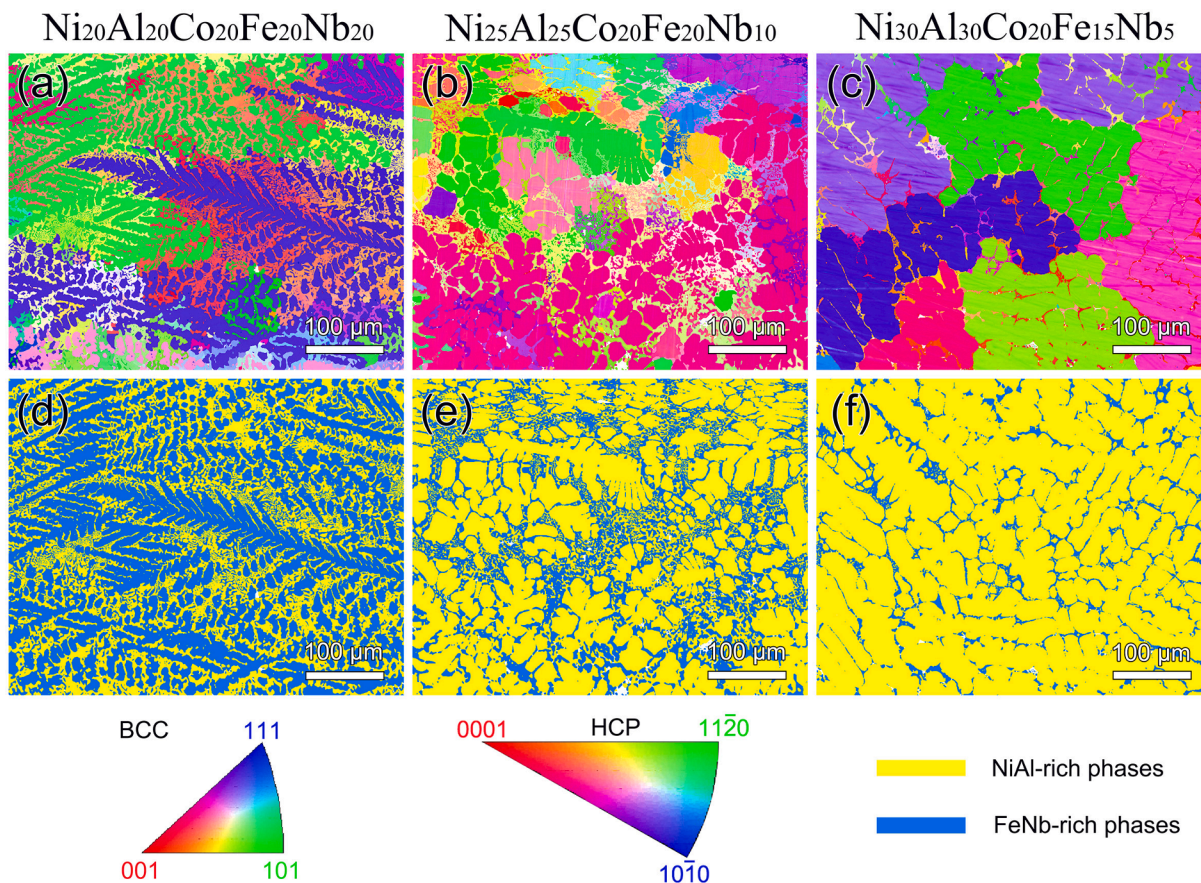 Ni20Al20Co20Fe20Nb20 Ni25Al25Co20Fe20Nb10 Ni30Al30Co20Fe15Nb5
(a) (b) (c)
100 µm 100 µm 100 µm
(d) (e) (f)
100 µm 100 µm 100 µm
BCC 111 0001 HCP 112̄0
NiAl-rich phases
FeNb-rich phases
001 101 101̄0